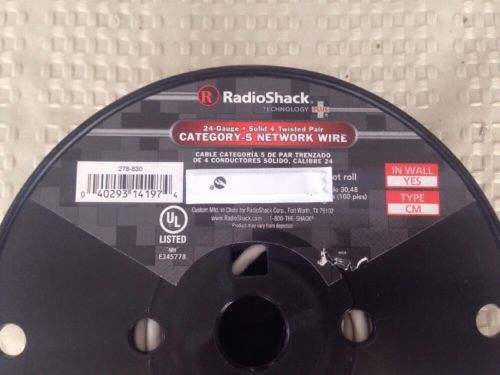 R RadioShack
TECHNOLOGY PLUS
24-Gauge • Solid 4 Twisted Pair
CATEGORY-5 NETWORK WIRE
CABLE CATEGORÍA 5 DE PAR TRENZADO
DE 4 CONDUCTORES SÓLIDO, CALIBRE 24
278-830
0 40293 14197 4
ot roll
de 30,48
(100 pies)
IN WALL
YES
TYPE
CM
UL
LISTED
E345778
Custom Mfg. in China for RadioShack Corp., Fort Worth, TX 76102
www.RadioShack.com 1-800-THE-SHACK
Product may vary from depiction